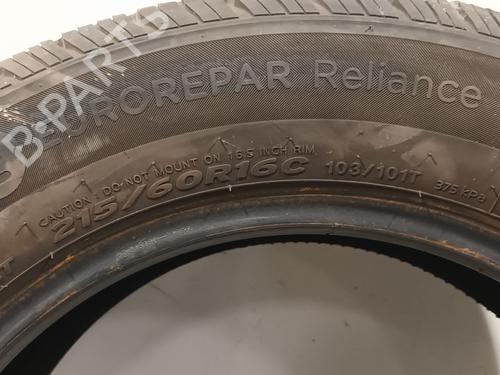 B-PARTS
EUROREPAR Reliance
CAUTION : DO NOT MOUNT ON 16.5 INCH RIM
215/60R16C 103/101T 375 kPa